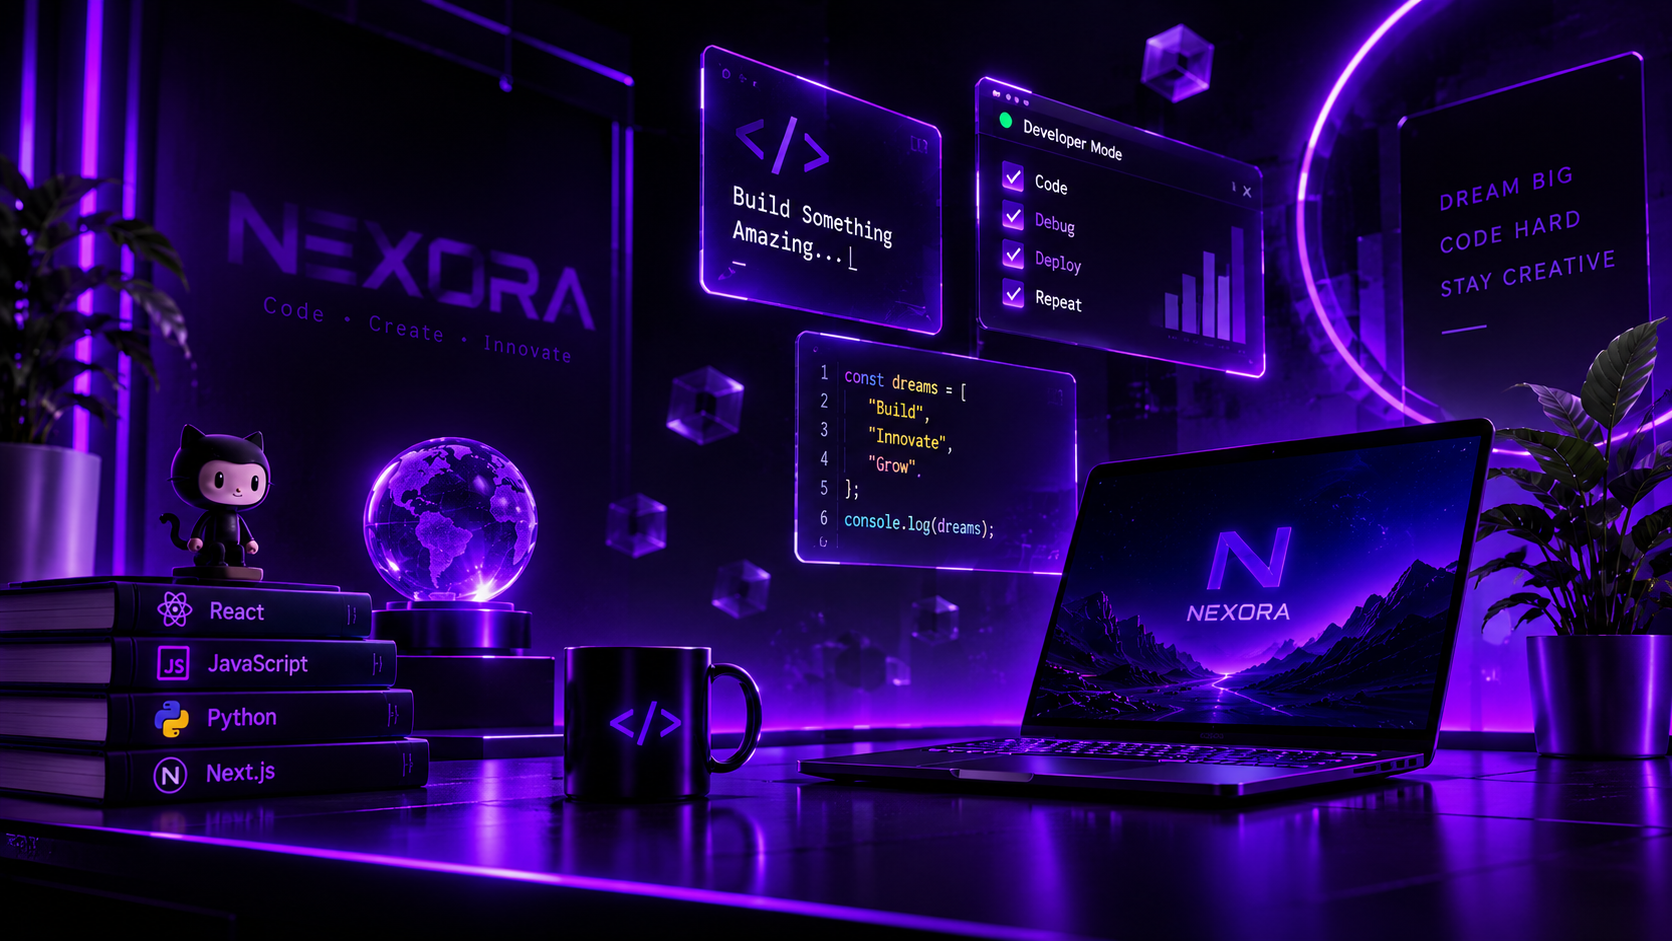 NEXORA
Code • Create • Innovate
</>
Build Something
Amazing...
Developer Mode
Code
Debug
Deploy
Repeat
DREAM BIG
CODE HARD
STAY CREATIVE
1 const dreams = [
2 "Build",
3 "Innovate",
4 "Grow"
5 };
6 console.log(dreams);
N
NEXORA
React
JS JavaScript
Python
N Next.js
</>